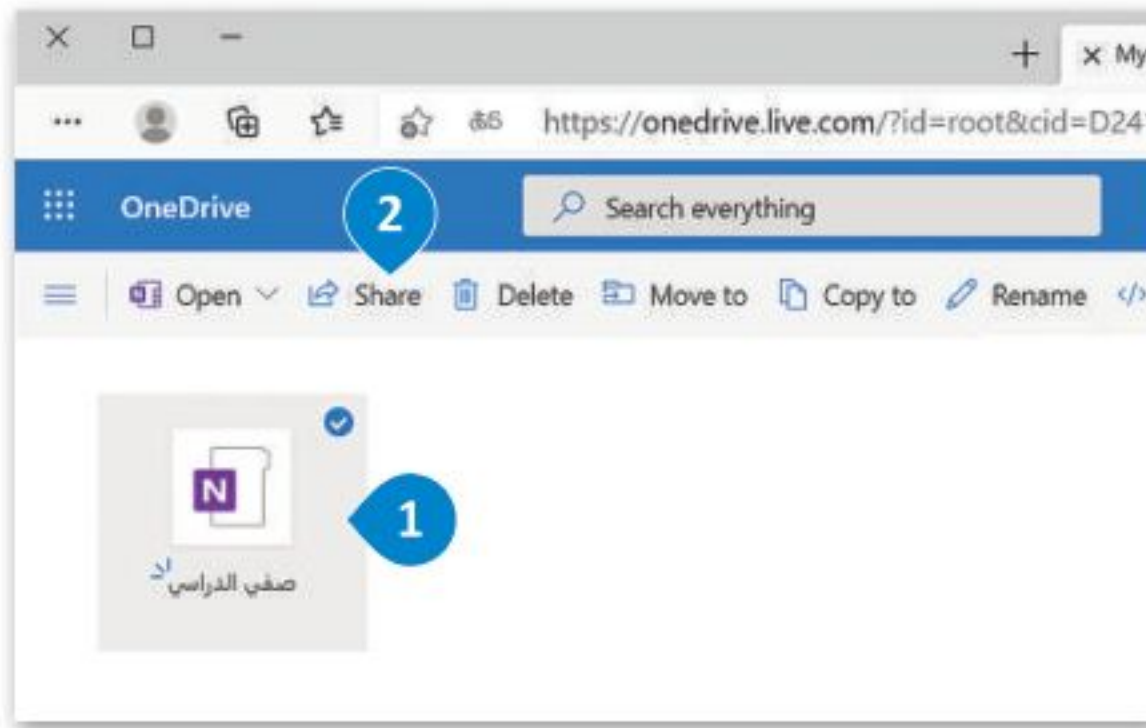 My
https://onedrive.live.com/?id=root&cid=D24
OneDrive
2
Search everything
Open
Share
Delete
Move to
Copy to
Rename
N
1
صفي الدراسي